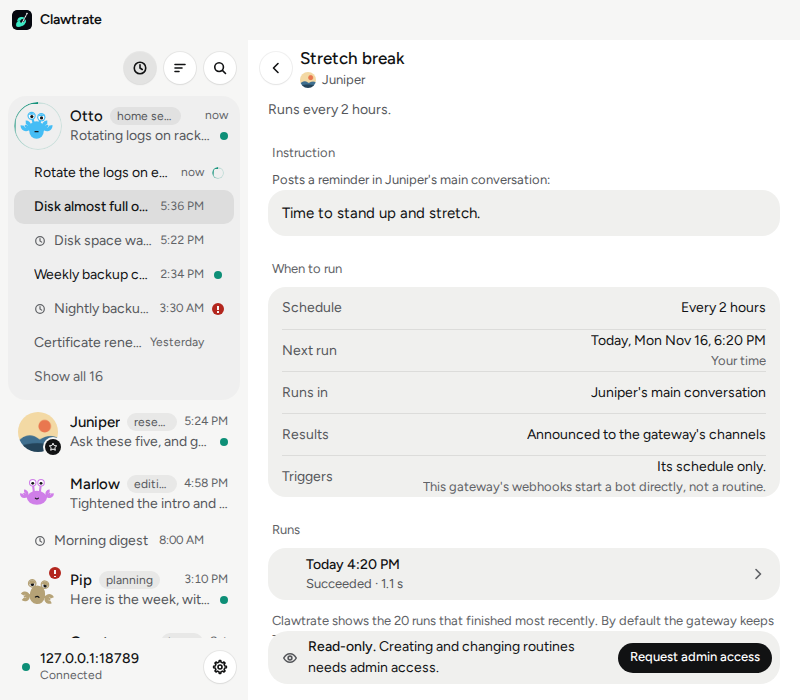 Clawtrate
Otto home se... now
Rotating logs on rack...
Rotate the logs on e... now
Disk almost full o... 5:36 PM
Disk space wa... 5:22 PM
Weekly backup c... 2:34 PM
Nightly backu... 3:30 AM
Certificate rene... Yesterday
Show all 16
Juniper rese... 5:24 PM
Ask these five, and g...
Marlow editi... 4:58 PM
Tightened the intro and ...
Morning digest 8:00 AM
Pip planning 3:10 PM
Here is the week, wit...
127.0.0.1:18789
Connected
Stretch break
Juniper
Runs every 2 hours.
Instruction
Posts a reminder in Juniper's main conversation:
Time to stand up and stretch.
When to run
Schedule Every 2 hours
Next run Today, Mon Nov 16, 6:20 PM
Your time
Runs in Juniper's main conversation
Results Announced to the gateway's channels
Triggers Its schedule only.
This gateway's webhooks start a bot directly, not a routine.
Runs
Today 4:20 PM
Succeeded · 1.1 s
Clawtrate shows the 20 runs that finished most recently. By default the gateway keeps
Read-only. Creating and changing routines
needs admin access.
Request admin access